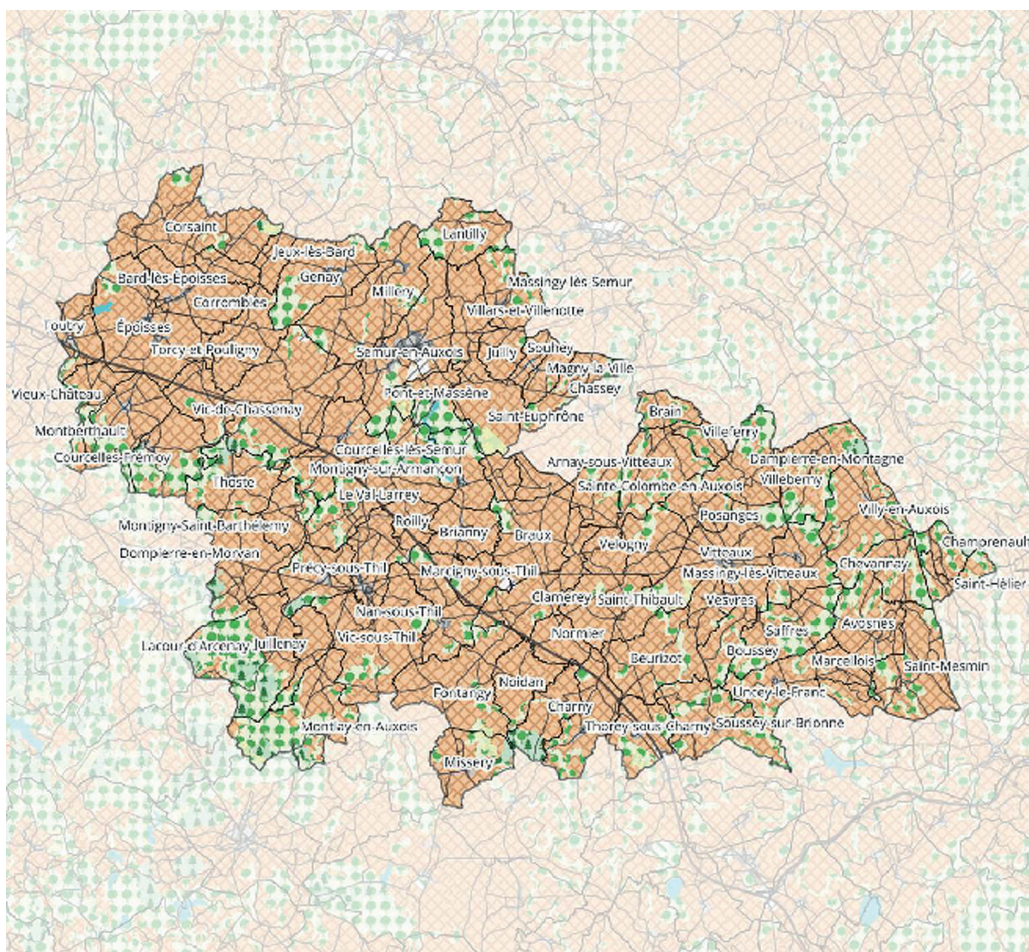 Corsaint
Lantilly
Jeux-lès-Bard
Bard-lès-Époisses
Genay
Massingy-lès-Semur
Millery
Corrombles
Villars-et-Villenotte
Toutry
Époisses
Torcy-et-Pouligny
Semur-en-Auxois
Juilly
Souhey
Magny-la-Ville
Chassey
Vieux-Château
Pont-et-Massène
Vic-de-Chassenay
Brain
Saint-Euphrône
Montberthault
Villeferry
Courcelles-lès-Semur
Courcelles-Frémoy
Dampierre-en-Montagne
Arnay-sous-Vitteaux
Montigny-sur-Armançon
Villeberny
Thoste
Sainte-Colombe-en-Auxois
Le Val-Larrey
Villy-en-Auxois
Posanges
Roilly
Montigny-Saint-Barthélemy
Brianny
Braux
Velogny
Champrenault
Dompierre-en-Morvan
Vitteaux
Chevannay
Précy-sous-Thil
Marcigny-sous-Thil
Massingy-lès-Vitteaux
Saint-Hélier
Clamerey
Saint-Thibault
Vesvres
Nan-sous-Thil
Avosnes
Saffres
Normier
Vic-sous-Thil
Lacour-d'Arcenay
Juillenay
Boussey
Beurizot
Marcellois
Saint-Mesmin
Noidan
Fontangy
Uncey-le-Franc
Charny
Montlay-en-Auxois
Thorey-sous-Charny
Soussey-sur-Brionne
Missery